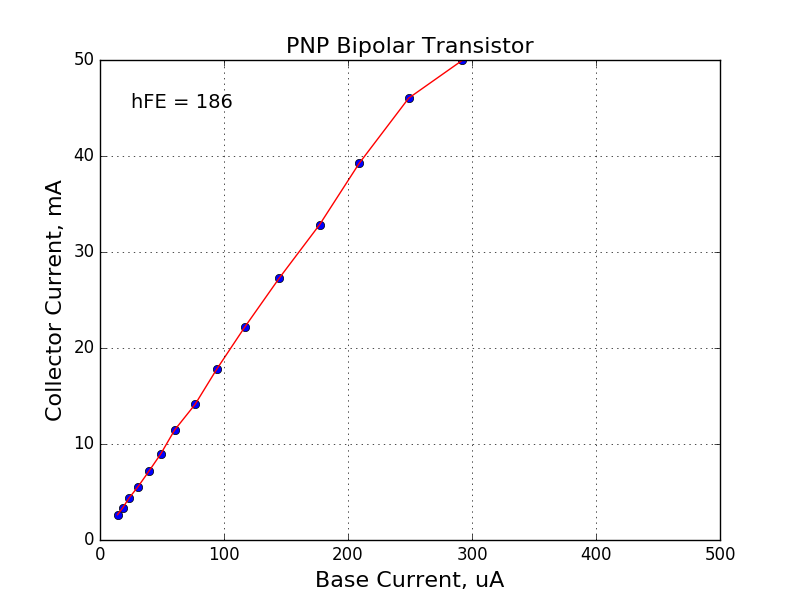 PNP Bipolar Transistor
hFE = 186
50
40
30
20
10
0
Collector Current, mA
0 100 200 300 400 500
Base Current, uA